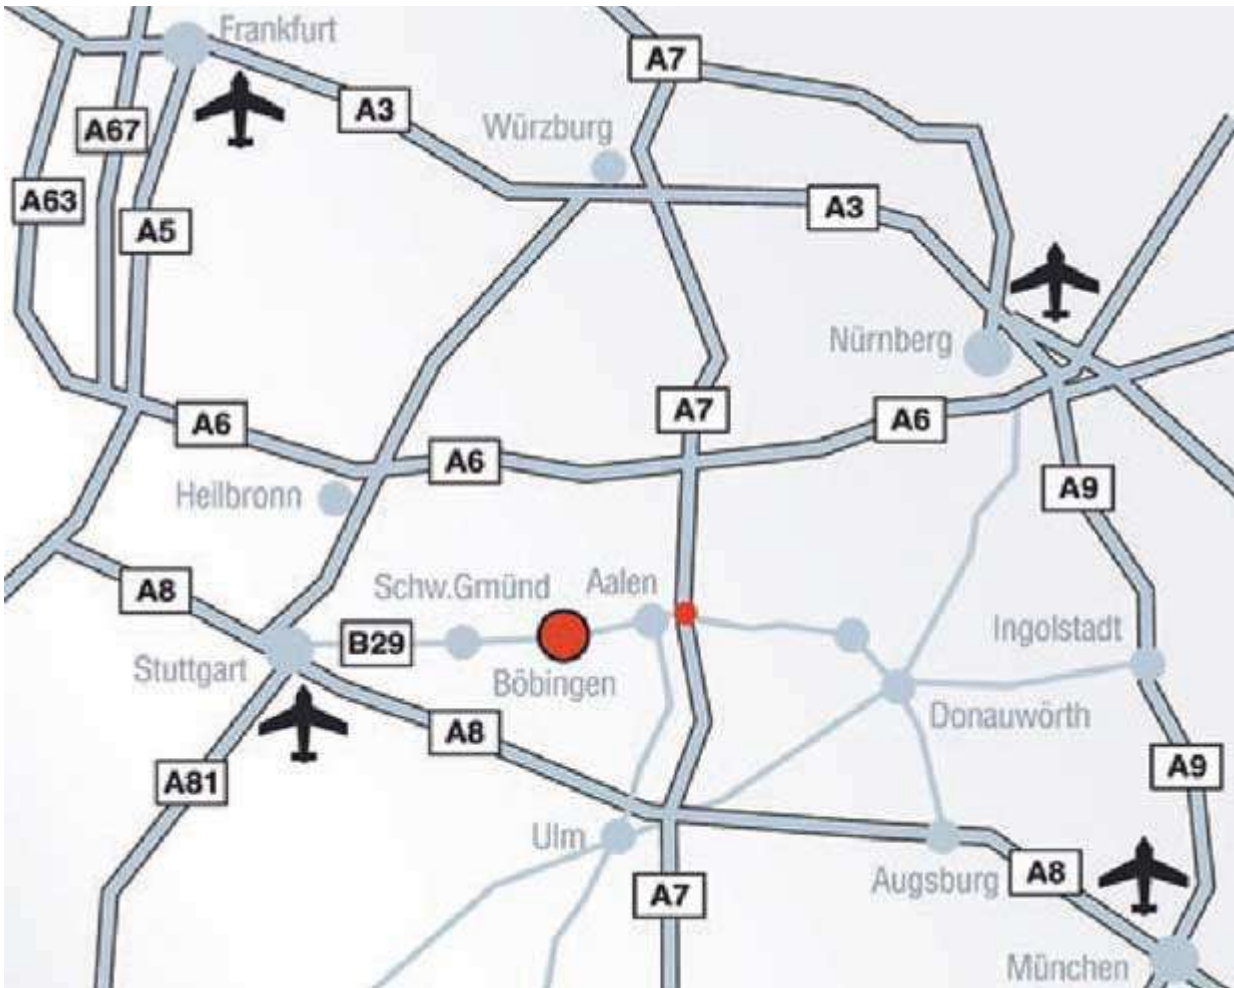 Frankfurt
A7
A3
A67
Würzburg
A63
A5
A3
Nürnberg
A6
A7
A6
A6
Heilbronn
A9
A8
Schw.Gmünd
Aalen
B29
Ingolstadt
Stuttgart
Böbingen
Donauwörth
A8
A81
A9
Ulm
A7
Augsburg
A8
München